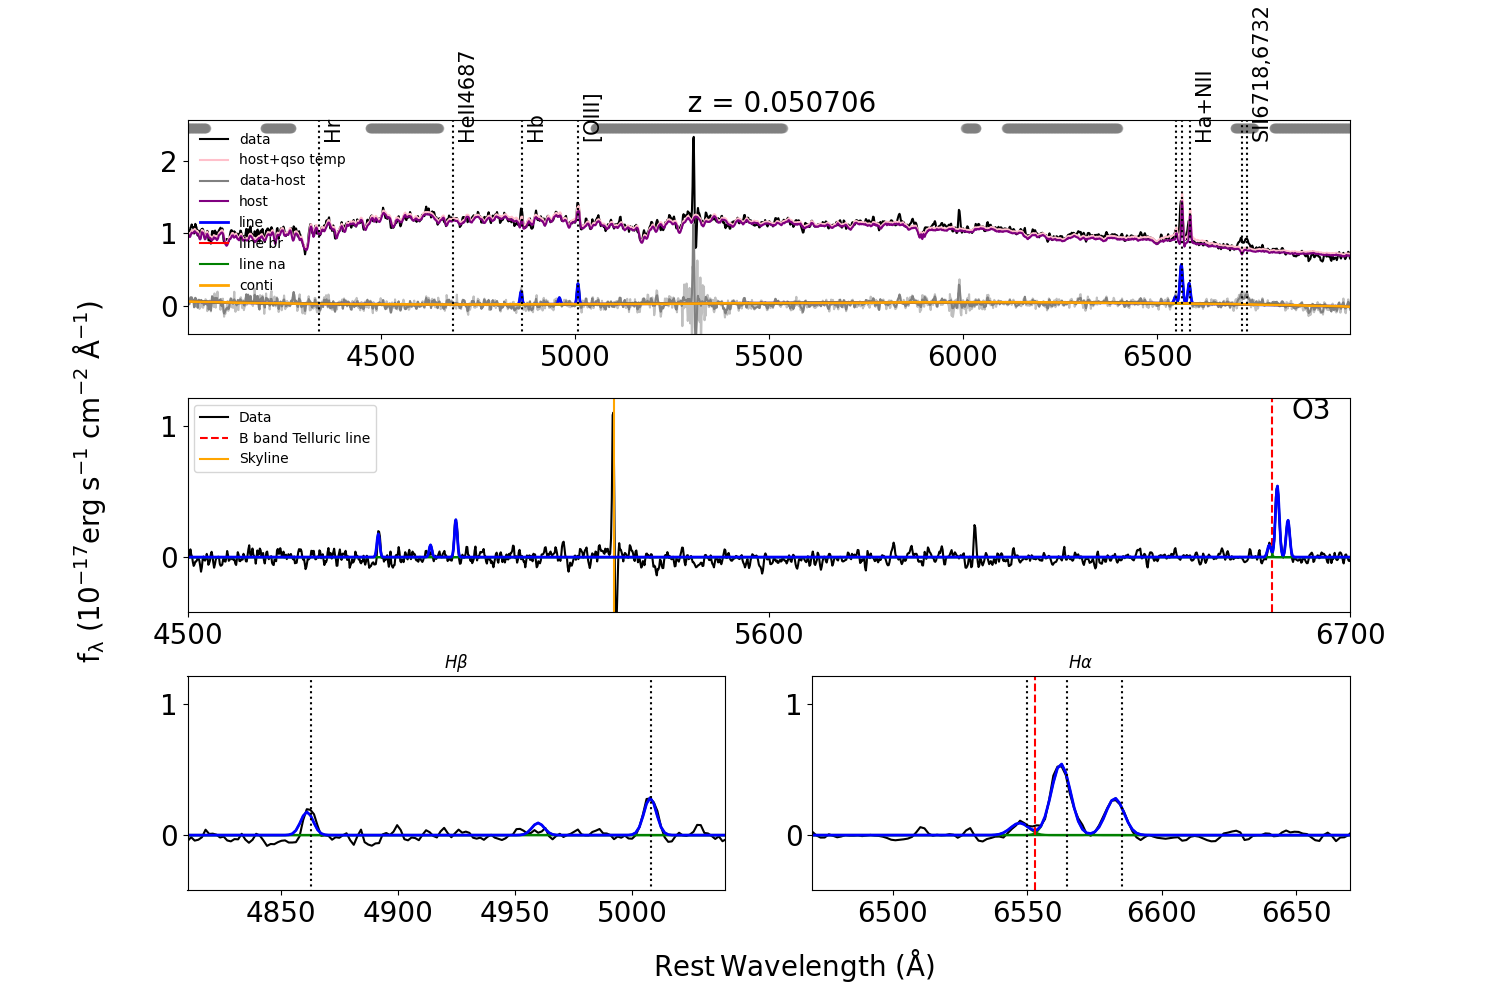 z = 0.050706
Hr
HeII4687
Hb
[OIII]
Ha+NII
SII6718,6732
data
host+qso temp
data-host
host
line
line br
line na
conti
2
1
0
4500 5000 5500 6000 6500
O3
Data
B band Telluric line
Skyline
1
0
4500 5600 6700
fλ (10−17erg s−1 cm−2 Å−1)
Hβ
1
0
4850 4900 4950 5000
Hα
1
0
6500 6550 6600 6650
Rest Wavelength (Å)